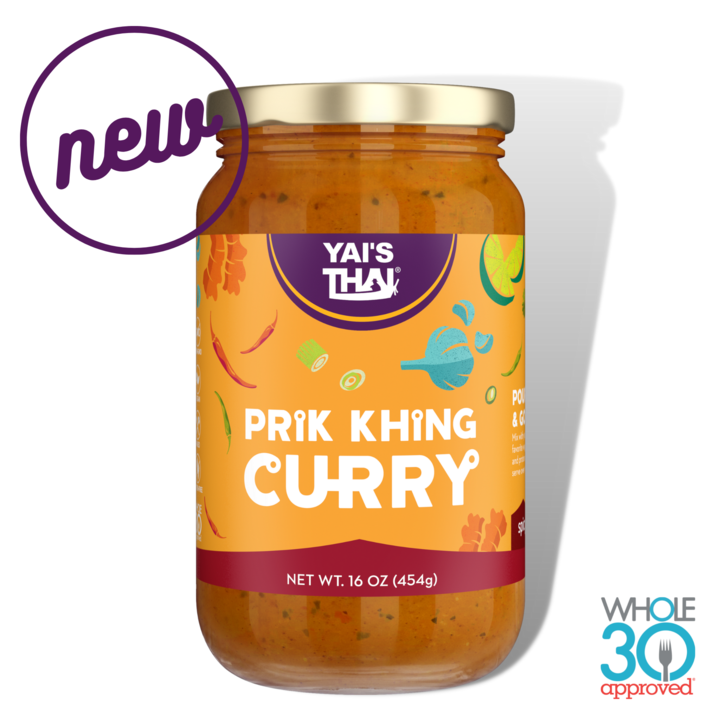 new
YAI'S
THAI®
PRIK KHING
CURRY
NET WT. 16 OZ (454g)
WHOLE
30
approved